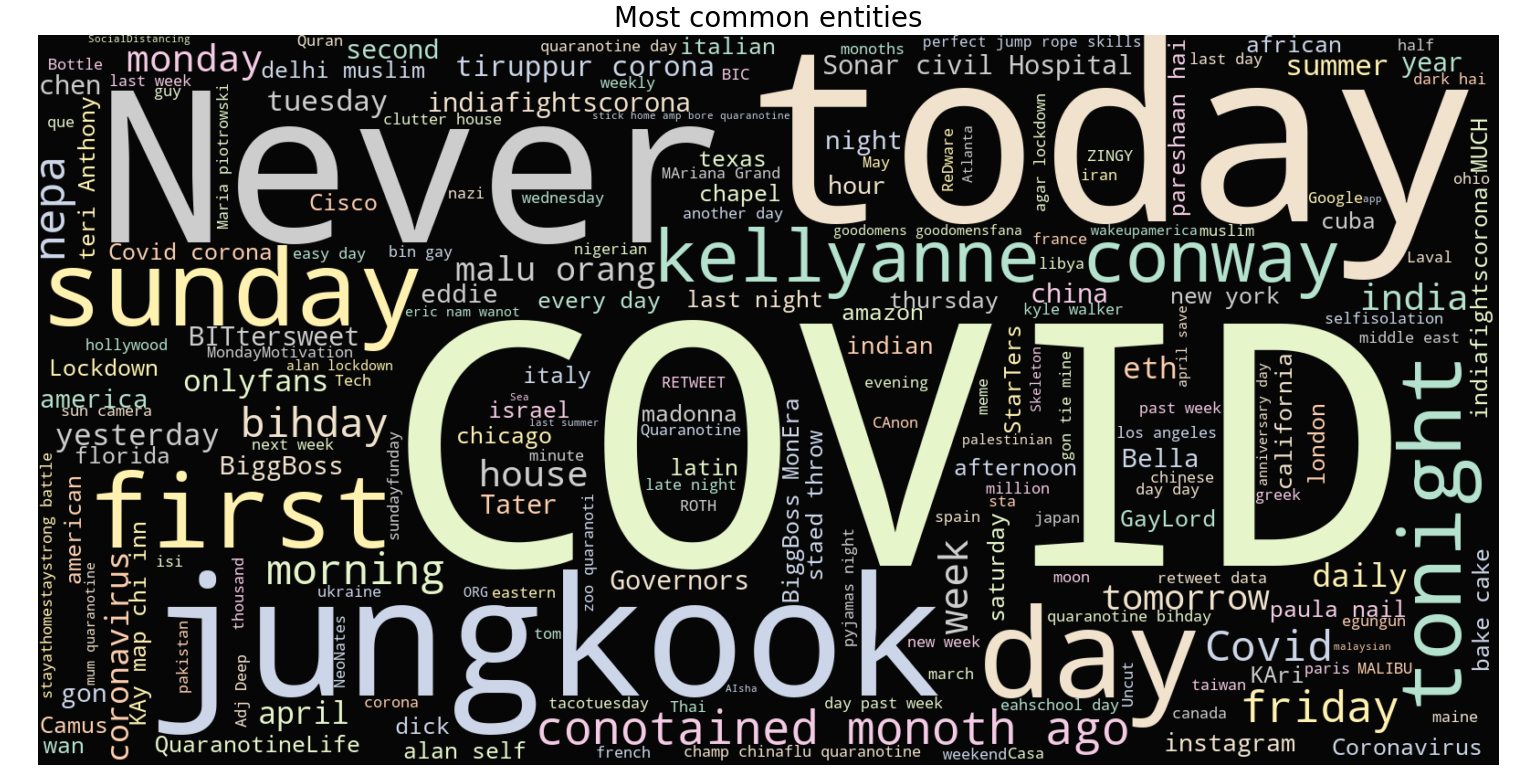 Most common entities
SocialDistancing
Quran
second
quaranotine day
italian
monoths
perfect jump rope skills
african
half
Bottle
monday
delhi muslim
tiruppur corona
BIC
Sonar civil Hospital
last day
summer
year
chen
last week
guy
tuesday
indiafightscorona
weekly
today
pareshaan hai
dark hai
que
teri Anthony
Never
Maria piotrowski
clutter house
stick home amp bore quaranotine
night
May
ReDware
Atlanta
agar lockdown
ZINGY
iran
indiafightscorona MUCH
nepa
Cisco
nazi
wednesday
texas
MAriana Grand
chapel
another day
hour
Google
app
cuba
ohio
Covid corona
easy day
bin gay
nigerian
goodomens goodomensfana
france
wakeupamerica
muslim
sunday
malu orang
kellyanne conway
libya
Laval
eddie
eric nam wanot
every day
last night
thursday
china
kyle walker
new york
india
hollywood
BITtersweet
MondayMotivation
amazon
selfisolation
middle east
Lockdown
alan lockdown
onlyfans
Tech
COVID
italy
RETWEET
indian
StarTers
Skeleton
eth
april save
tonight
america
sun camera
bihday
Sea
israel
last summer
madonna
Quaranotine
evening
meme
gon tie mine
past week
anniversary day
california
yesterday
florida
next week
BiggBoss
sundayfunday
chicago
minute
house
latin
late night
BiggBoss MonEra
staed throw
CAnon
palestinian
afternoon
los angeles
Bella
chinese
day day
london
greek
stayathomestaystrong battle
american
first
Tater
ROTH
million
sta
spain
japan
GayLord
coronavirus
mum quaranotine
KAy map chi inn
isi
morning
zoo quaranoti
Governors
pyjamas night
week
saturday
moon
retweet data
daily
bake cake
thousand
ukraine
ORG
eastern
jungkook
tom
day
tomorrow
quaranotine bihday
paula nail
egungun
pakistan
Adj Deep
NeoNates
new week
march
Covid
malaysian
gon
april
corona
AIsha
tacotuesday
Thai
day past week
eahschool day
Uncut
taiwan
KAri
paris
MALIBU
friday
canada
maine
Camus
wan
QuaranotineLife
dick
alan self
conotained monoth ago
french
champ chinaflu quaranotine
weekend
Casa
instagram
Coronavirus